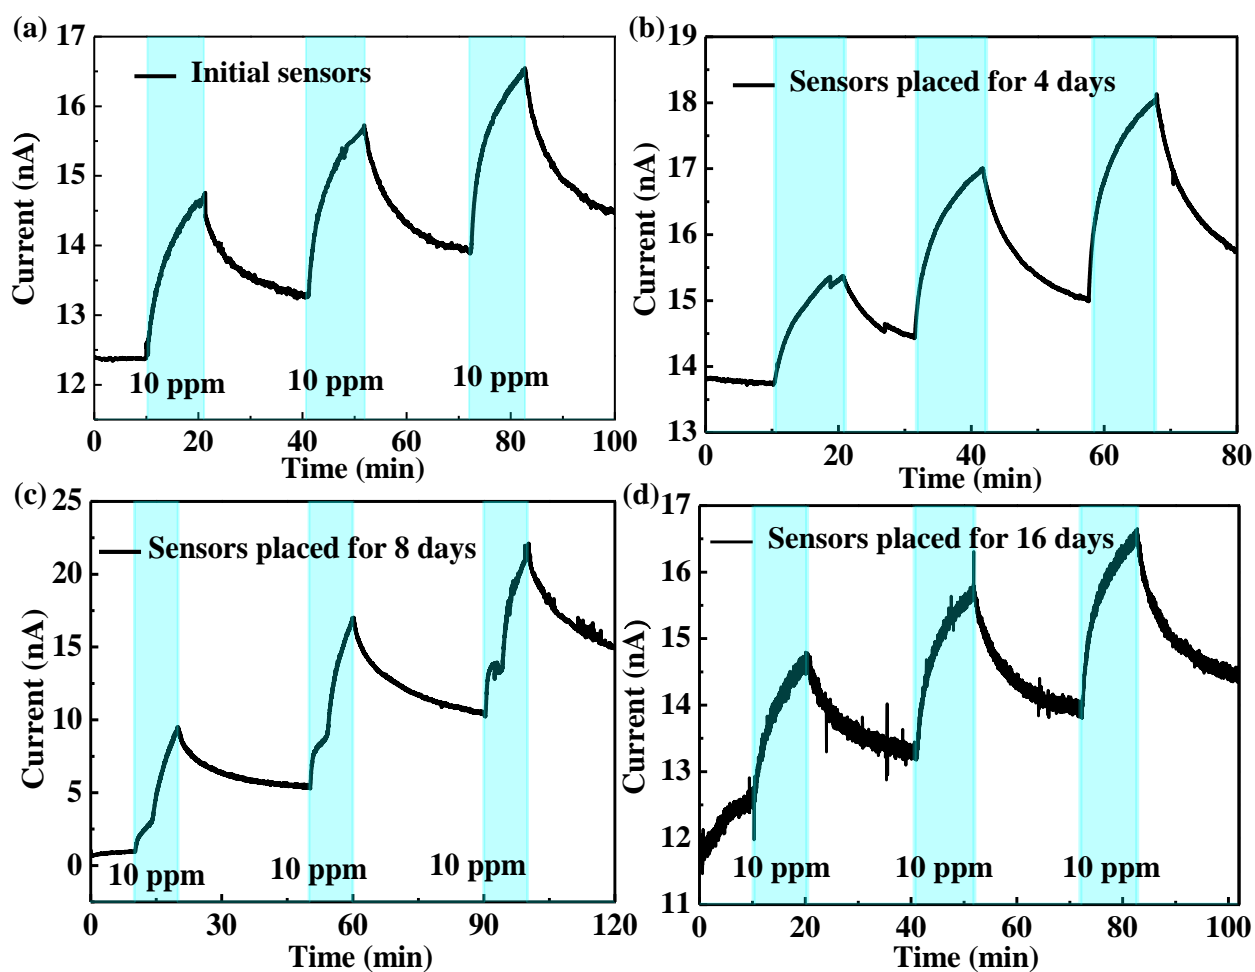 (a)
17
16
15
14
13
12
Current (nA)
Initial sensors
10 ppm
10 ppm
10 ppm
0
20
40
60
80
100
Time (min)
(b)
19
18
17
16
15
14
13
Current (nA)
Sensors placed for 4 days
0
20
40
60
80
Time (min)
(c)
25
20
15
10
5
0
Current (nA)
Sensors placed for 8 days
10 ppm
10 ppm
10 ppm
0
30
60
90
120
Time (min)
(d)
17
16
15
14
13
12
11
Current (nA)
Sensors placed for 16 days
10 ppm
10 ppm
10 ppm
0
20
40
60
80
100
Time (min)